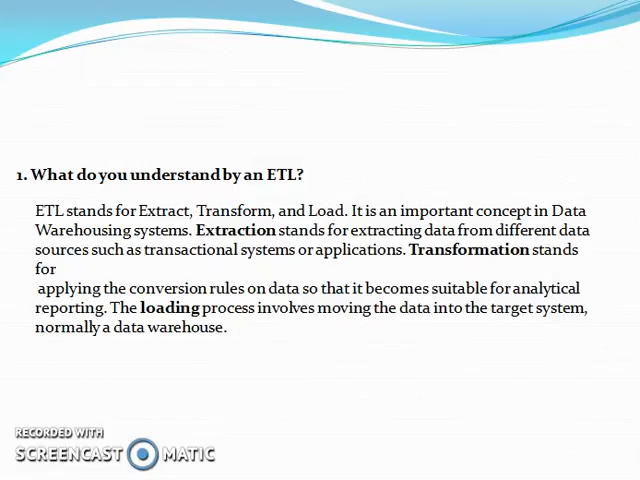 1. What do you understand by an ETL?
ETL stands for Extract, Transform, and Load. It is an important concept in Data
Warehousing systems. Extraction stands for extracting data from different data
sources such as transactional systems or applications. Transformation stands
for
applying the conversion rules on data so that it becomes suitable for analytical
reporting. The loading process involves moving the data into the target system,
normally a data warehouse.
RECORDED WITH
SCREENCAST MATIC